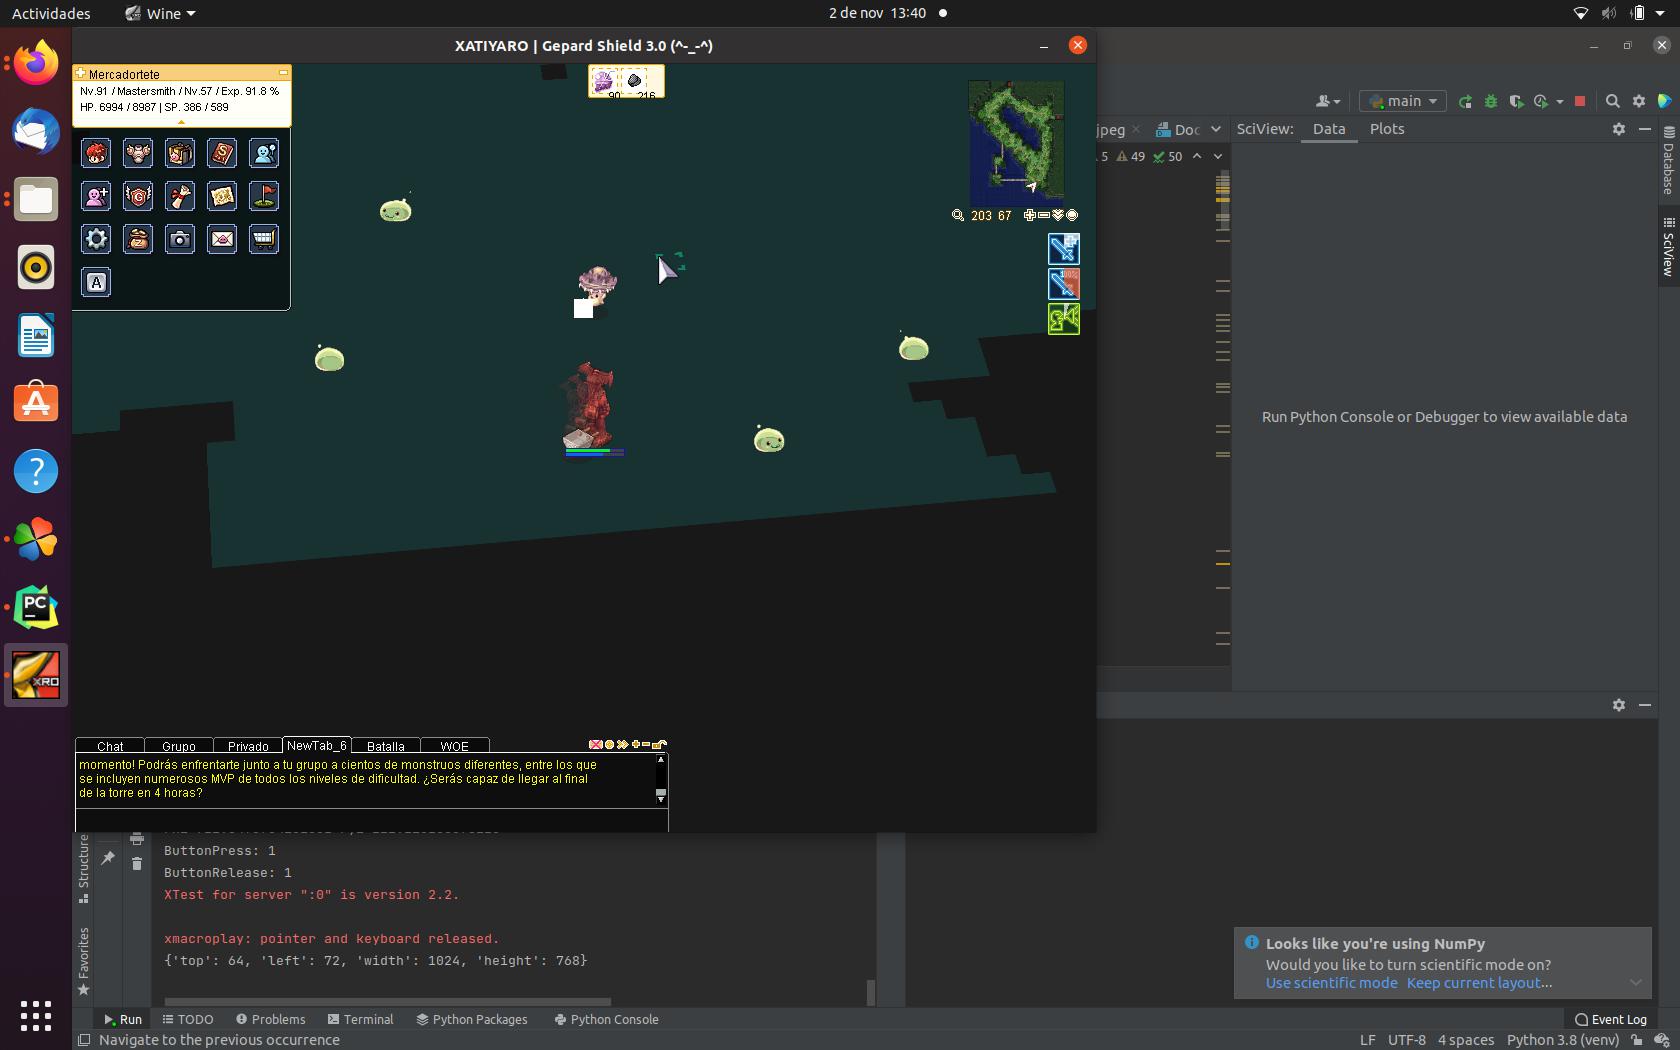 Actividades
Wine
2 de nov 13:40
XATIYARO | Gepard Shield 3.0 (^-_-^)
Mercadortete
Nv.91 / Mastersmith / Nv.57 / Exp. 91.8 %
HP. 6994 / 8987 | SP. 386 / 589
90
216
203 67
100%
A
PC
XRO
main
jpeg
Doc
SciView:
Data
Plots
5
49
50
Database
SciView
Run Python Console or Debugger to view available data
Chat
Grupo
Privado
NewTab_6
Batalla
WOE
momento! Podrás enfrentarte junto a tu grupo a cientos de monstruos diferentes, entre los que
se incluyen numerosos MVP de todos los niveles de dificultad. ¿Serás capaz de llegar al final
de la torre en 4 horas?
Structure
Favorites
ButtonPress: 1
ButtonRelease: 1
XTest for server ":0" is version 2.2.
xmacroplay: pointer and keyboard released.
{'top': 64, 'left': 72, 'width': 1024, 'height': 768}
Looks like you're using NumPy
Would you like to turn scientific mode on?
Use scientific mode Keep current layout...
Run
TODO
Problems
Terminal
Python Packages
Python Console
Event Log
Navigate to the previous occurrence
LF UTF-8 4 spaces Python 3.8 (venv)